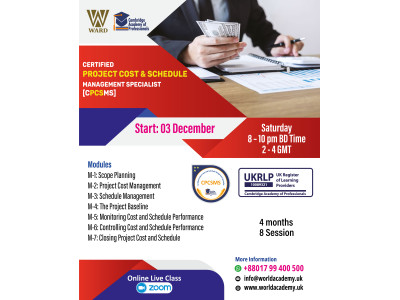 WARD
Cambridge
Academy of
Professionals
CERTIFIED
PROJECT COST & SCHEDULE
MANAGEMENT SPECIALIST
[CPCSMS]
Start: 03 December
Saturday
8 - 10 pm BD Time
2 - 4 GMT
Modules
M-1: Scope Planning
M-2: Project Cost Management
M-3: Schedule Management
M-4: The Project Baseline
M-5: Monitoring Cost and Schedule Performance
M-6: Controlling Cost and Schedule Performance
M-7: Closing Project Cost and Schedule
CPCSMS
UKRLP
UK Register
of Learning
Providers
Cambridge Academy of Professionals
4 months
8 Session
More Information
+88017 99 400 500
info@worldacademy.uk
www.worldacademy.uk
Online Live Class
zoom